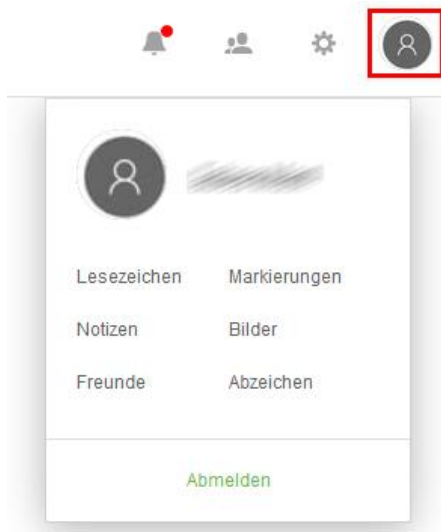 Lesezeichen Markierungen
Notizen Bilder
Freunde Abzeichen
Abmelden